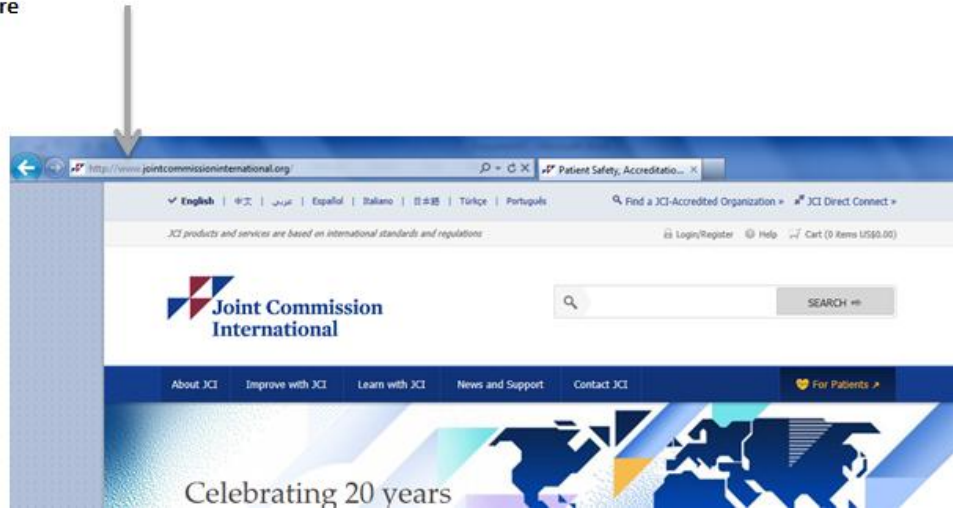 re
http://www.jointcommissioninternational.org/
Patient Safety, Accreditatio...
English | 中文 | عربي | Español | Italiano | 日本語 | Türkçe | Português
Find a JCI-Accredited Organization » JCI Direct Connect »
JCI products and services are based on international standards and regulations
Login/Register Help Cart (0 items US$0.00)
Joint Commission
International
SEARCH
About JCI Improve with JCI Learn with JCI News and Support Contact JCI For Patients
Celebrating 20 years